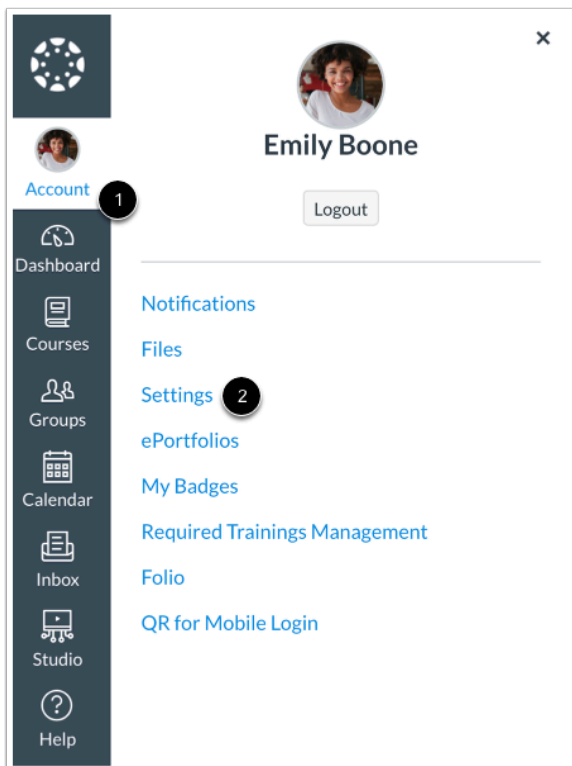 Emily Boone
Logout
Account
1
Dashboard
Courses
Groups
Calendar
Inbox
Studio
Help
Notifications
Files
Settings 2
ePortfolios
My Badges
Required Trainings Management
Folio
QR for Mobile Login